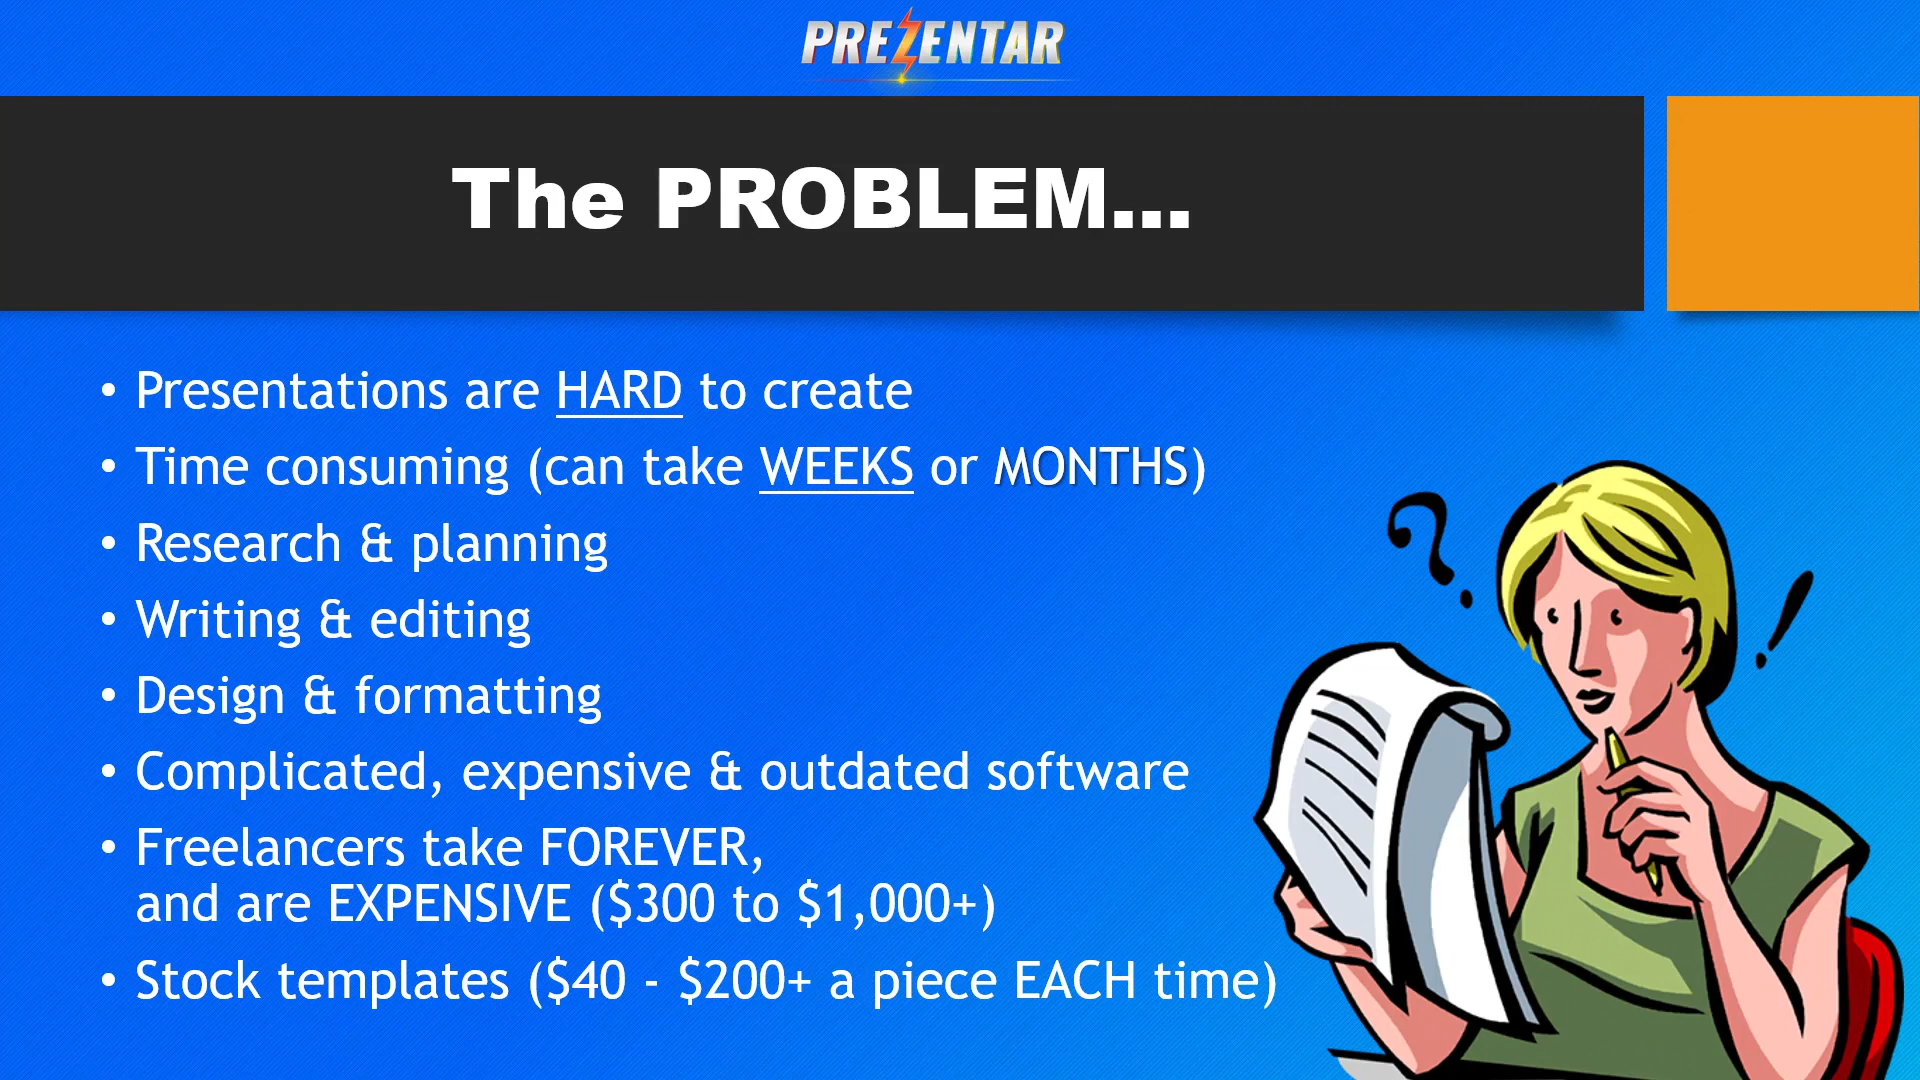 PREZENTAR
The PROBLEM...
• Presentations are HARD to create
• Time consuming (can take WEEKS or MONTHS)
• Research & planning
• Writing & editing
• Design & formatting
• Complicated, expensive & outdated software
• Freelancers take FOREVER,
and are EXPENSIVE ($300 to $1,000+)
• Stock templates ($40 - $200+ a piece EACH time)
? !